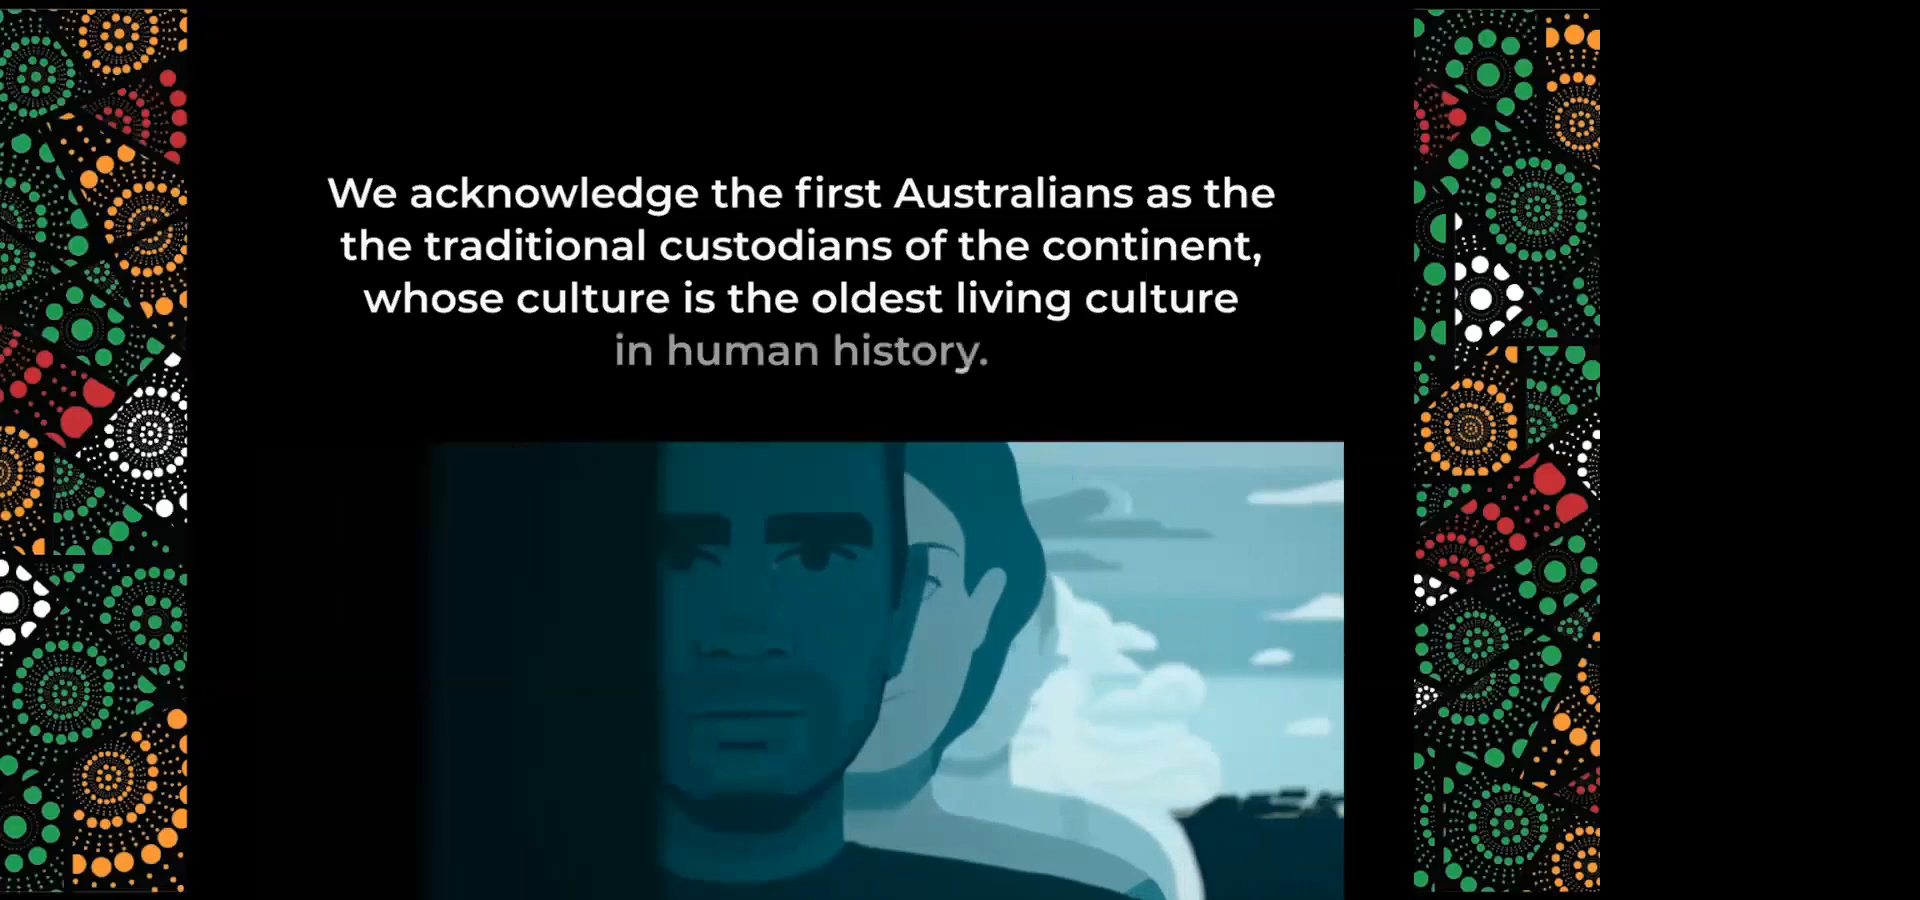 We acknowledge the first Australians as the
the traditional custodians of the continent,
whose culture is the oldest living culture
in human history.